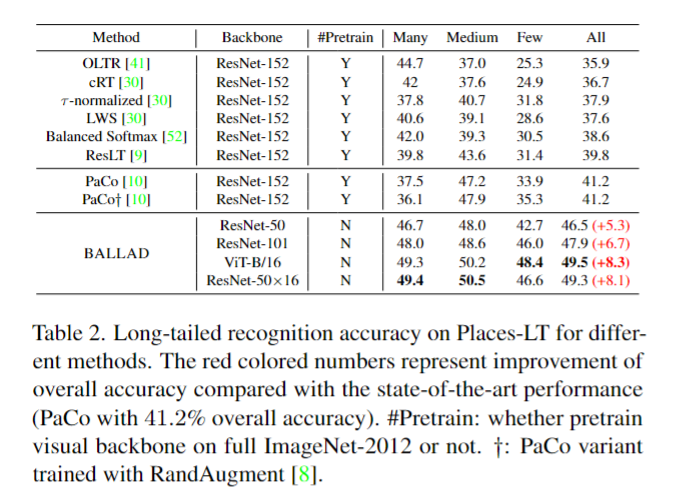 Method Backbone #Pretrain Many Medium Few All
OLTR [41] ResNet-152 Y 44.7 37.0 25.3 35.9
cRT [30] ResNet-152 Y 42 37.6 24.9 36.7
τ-normalized [30] ResNet-152 Y 37.8 40.7 31.8 37.9
LWS [30] ResNet-152 Y 40.6 39.1 28.6 37.6
Balanced Softmax [52] ResNet-152 Y 42.0 39.3 30.5 38.6
ResLT [9] ResNet-152 Y 39.8 43.6 31.4 39.8
PaCo [10] ResNet-152 Y 37.5 47.2 33.9 41.2
PaCo† [10] ResNet-152 Y 36.1 47.9 35.3 41.2
BALLAD
ResNet-50 N 46.7 48.0 42.7 46.5 (+5.3)
ResNet-101 N 48.0 48.6 46.0 47.9 (+6.7)
ViT-B/16 N 49.3 50.2 48.4 49.5 (+8.3)
ResNet-50×16 N 49.4 50.5 46.6 49.3 (+8.1)
Table 2. Long-tailed recognition accuracy on Places-LT for differ-
ent methods. The red colored numbers represent improvement of
overall accuracy compared with the state-of-the-art performance
(PaCo with 41.2% overall accuracy). #Pretrain: whether pretrain
visual backbone on full ImageNet-2012 or not. †: PaCo variant
trained with RandAugment [8].